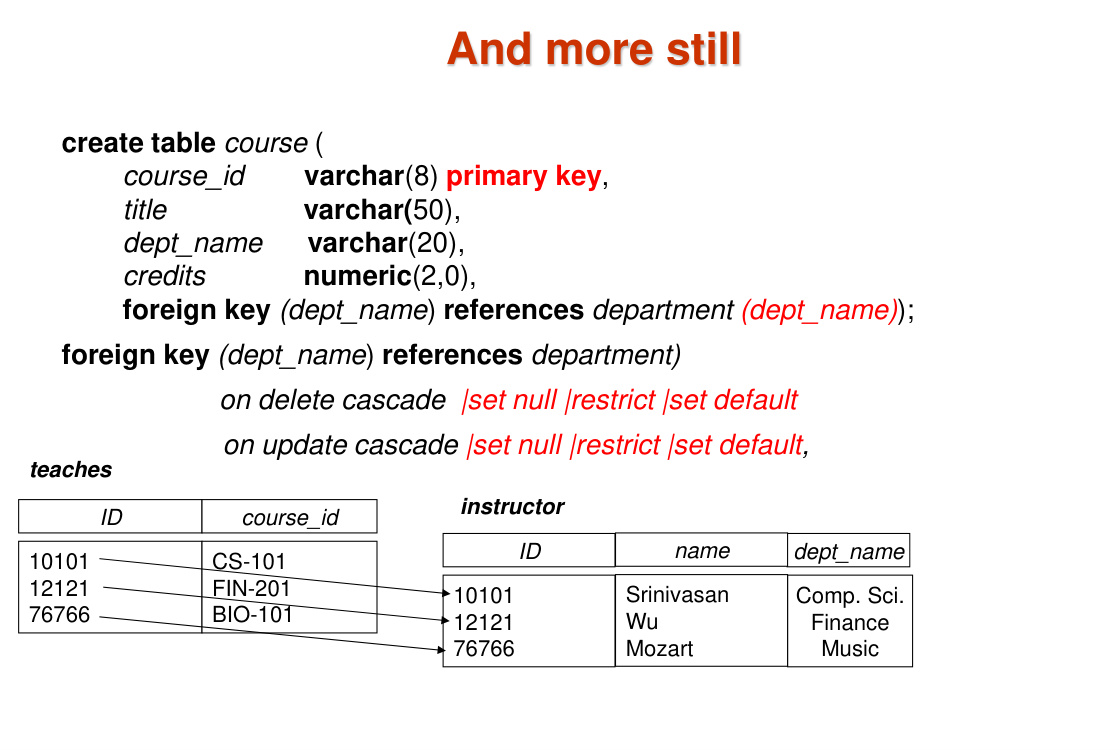 And more still
create table course (
course_id varchar(8) primary key,
title varchar(50),
dept_name varchar(20),
credits numeric(2,0),
foreign key (dept_name) references department (dept_name));
foreign key (dept_name) references department)
on delete cascade |set null |restrict |set default
on update cascade |set null |restrict |set default,
teaches
ID course_id
10101 CS-101
12121 FIN-201
76766 BIO-101
instructor
ID name dept_name
10101 Srinivasan Comp. Sci.
12121 Wu Finance
76766 Mozart Music